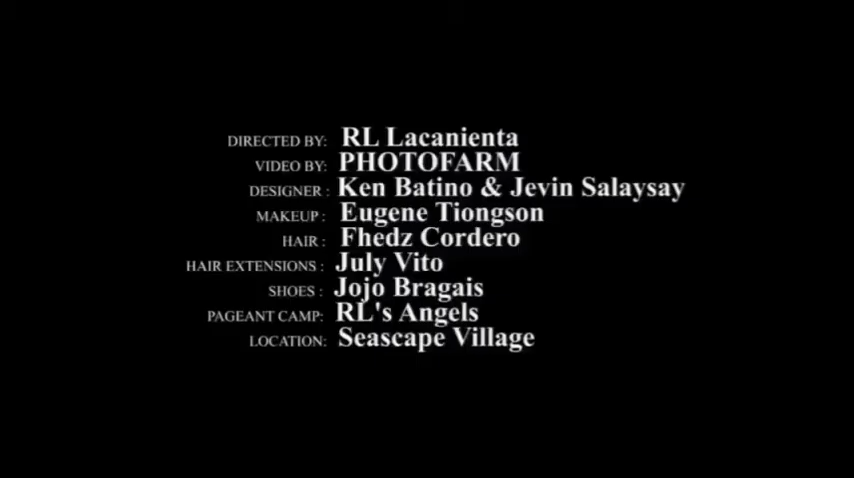 DIRECTED BY: RL Lacanienta
VIDEO BY: PHOTOFARM
DESIGNER : Ken Batino & Jevin Salaysay
MAKEUP : Eugene Tiongson
HAIR : Fhedz Cordero
HAIR EXTENSIONS : July Vito
SHOES : Jojo Bragais
PAGEANT CAMP: RL's Angels
LOCATION: Seascape Village